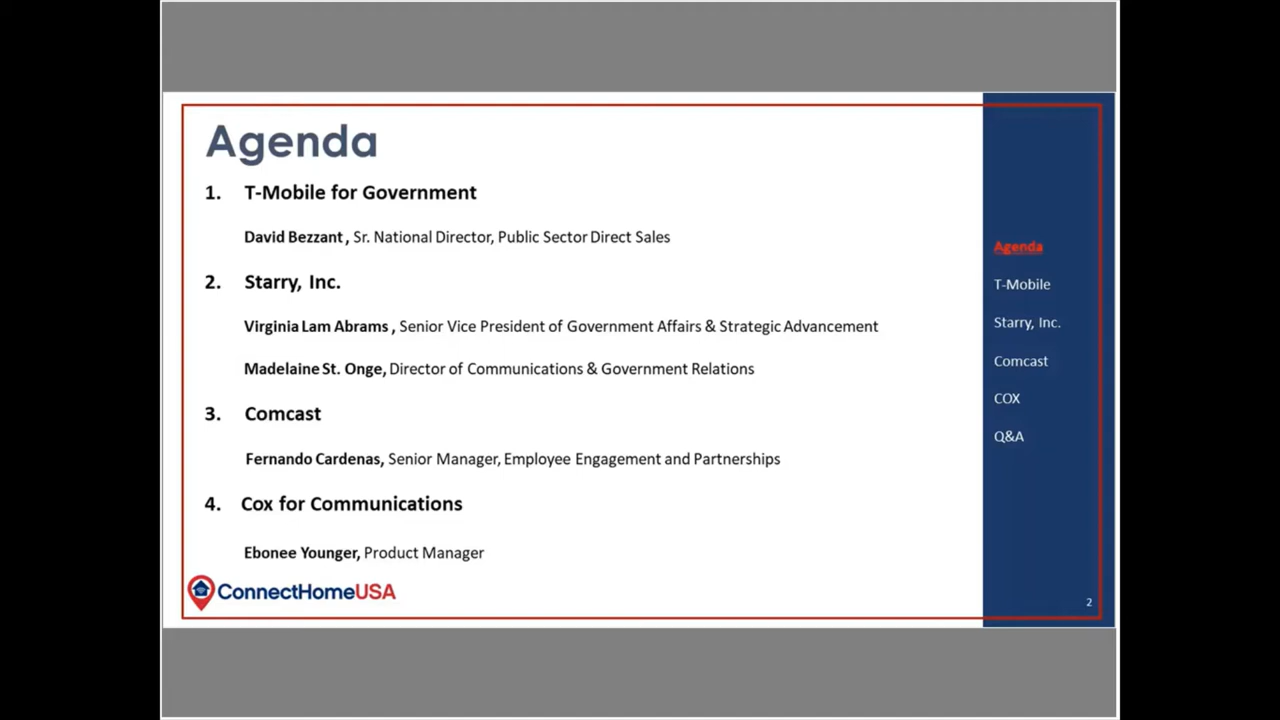 Agenda
1. T-Mobile for Government
David Bezzant , Sr. National Director, Public Sector Direct Sales
2. Starry, Inc.
Virginia Lam Abrams , Senior Vice President of Government Affairs & Strategic Advancement
Madelaine St. Onge, Director of Communications & Government Relations
3. Comcast
Fernando Cardenas, Senior Manager, Employee Engagement and Partnerships
4. Cox for Communications
Ebonee Younger, Product Manager
ConnectHomeUSA
Agenda
T-Mobile
Starry, Inc.
Comcast
COX
Q&A
2